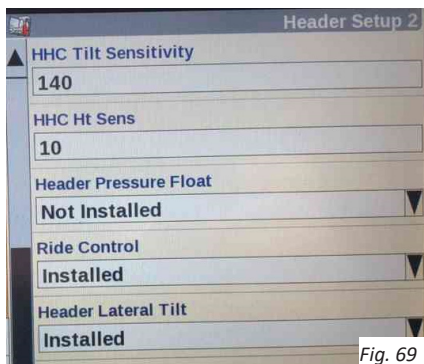 Header Setup 2
HHC Tilt Sensitivity
140
HHC Ht Sens
10
Header Pressure Float
Not Installed
Ride Control
Installed
Header Lateral Tilt
Installed
Fig. 69